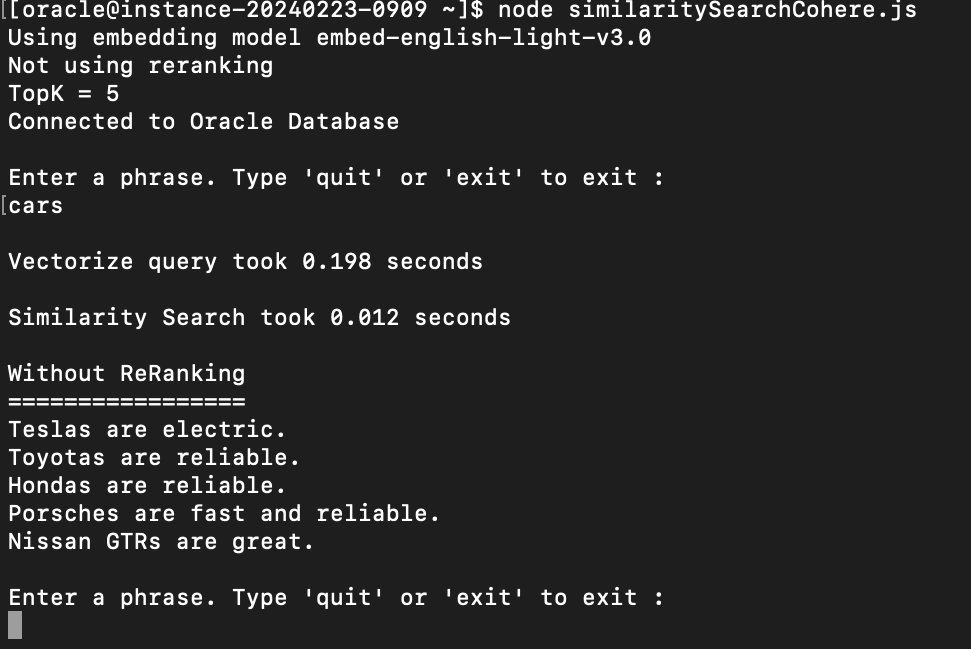 [[oracle@instance-20240223-0909 ~]$ node similaritySearchCohere.js
Using embedding model embed-english-light-v3.0
Not using reranking
TopK = 5
Connected to Oracle Database
Enter a phrase. Type 'quit' or 'exit' to exit :
[cars
Vectorize query took 0.198 seconds
Similarity Search took 0.012 seconds
Without ReRanking
=================
Teslas are electric.
Toyotas are reliable.
Hondas are reliable.
Porsches are fast and reliable.
Nissan GTRs are great.
Enter a phrase. Type 'quit' or 'exit' to exit :